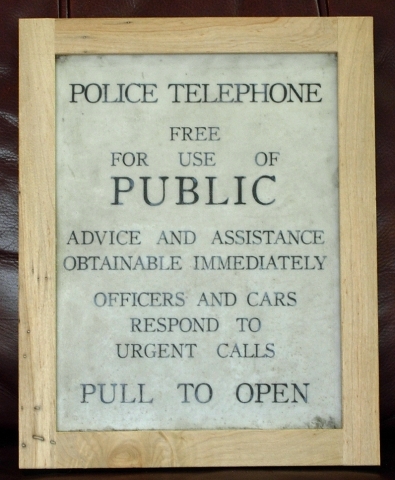 POLICE TELEPHONE
FREE
FOR USE OF
PUBLIC
ADVICE AND ASSISTANCE
OBTAINABLE IMMEDIATELY
OFFICERS AND CARS
RESPOND TO
URGENT CALLS
PULL TO OPEN